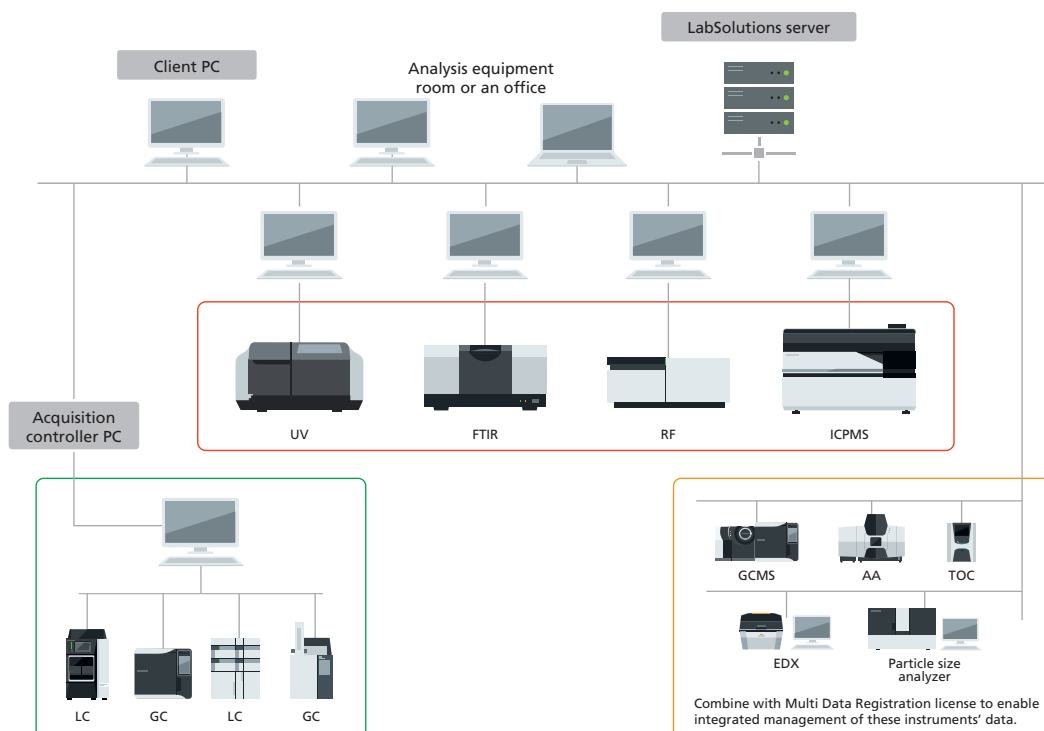 LabSolutions server
Client PC
Analysis equipment
room or an office
UV
FTIR
RF
ICPMS
Acquisition
controller PC
GCMS
AA
TOC
EDX
Particle size
analyzer
LC
GC
LC
GC
Combine with Multi Data Registration license to enable
integrated management of these instruments’ data.